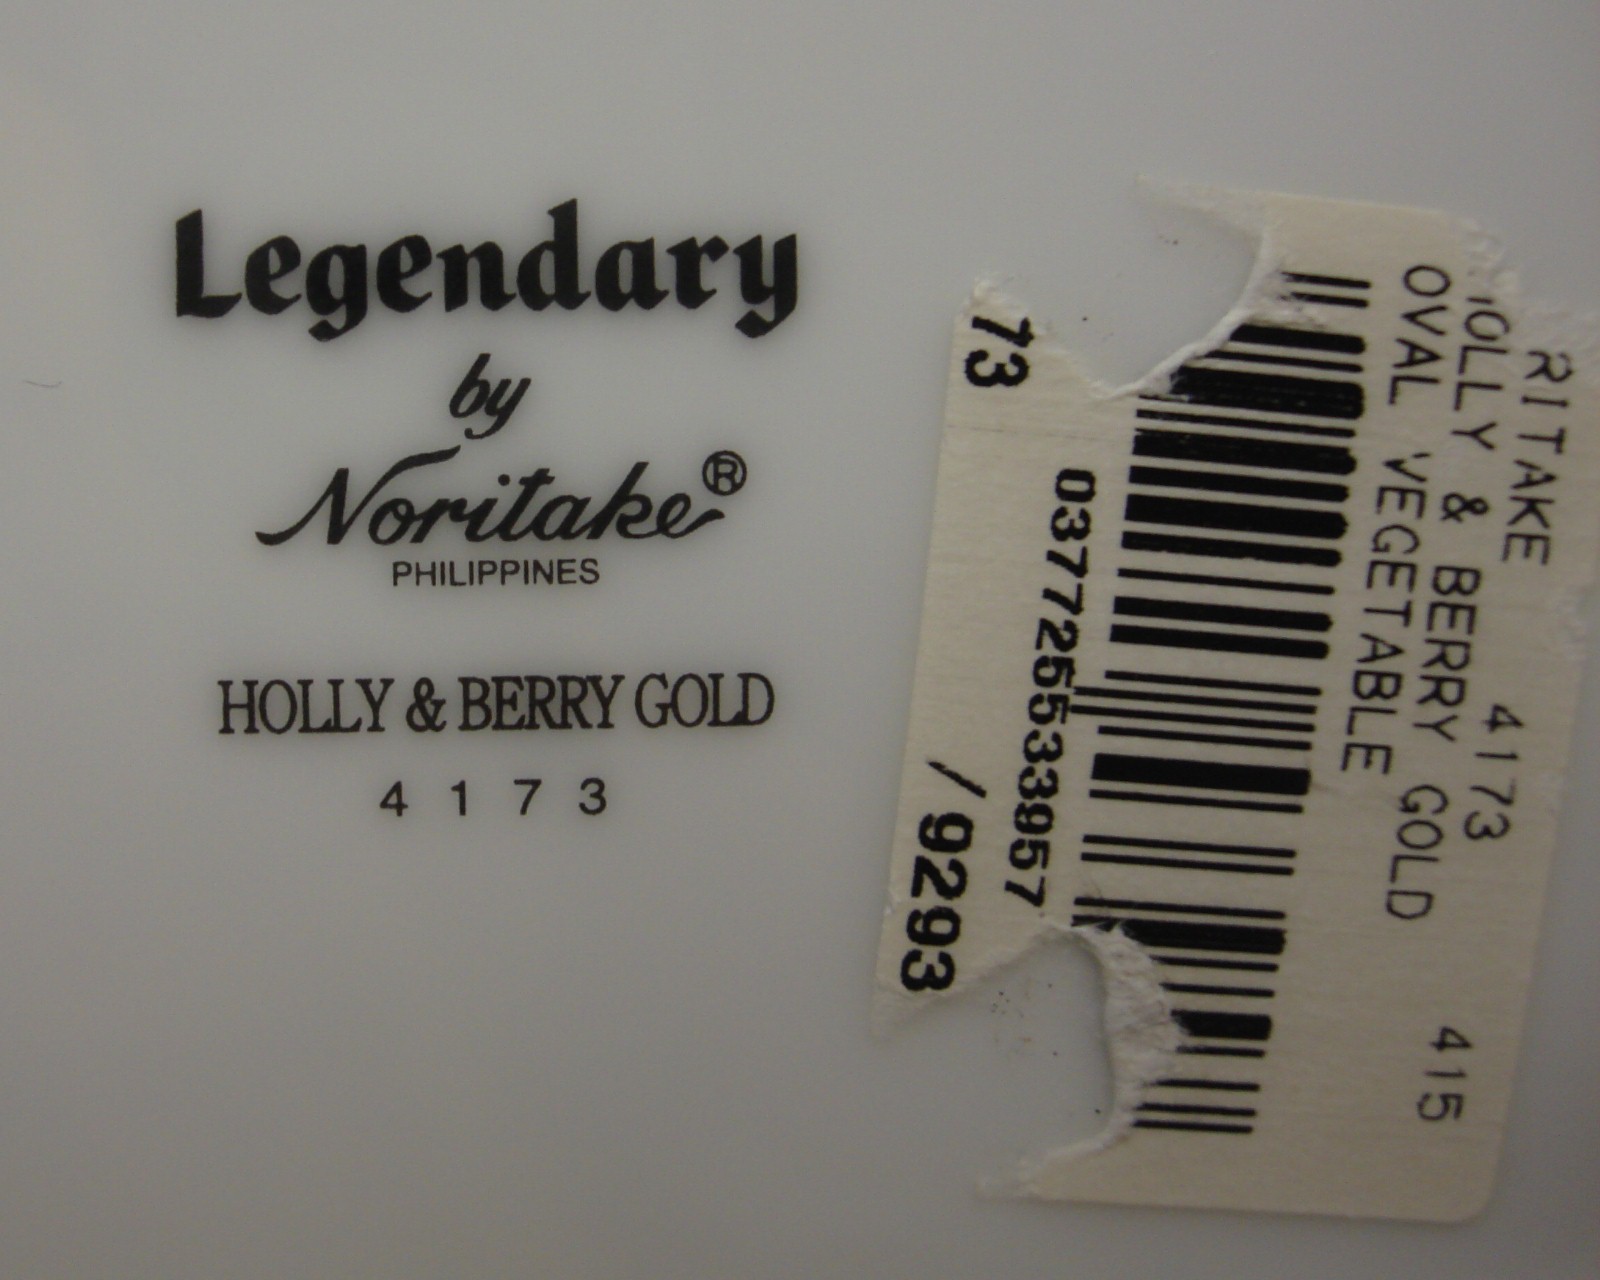 Legendary
by
Noritake®
PHILIPPINES
HOLLY & BERRY GOLD
4 1 7 3
RITAKE 4173 415
OLLY & BERRY GOLD
OVAL VEGETABLE
037725533957
73 / 9293